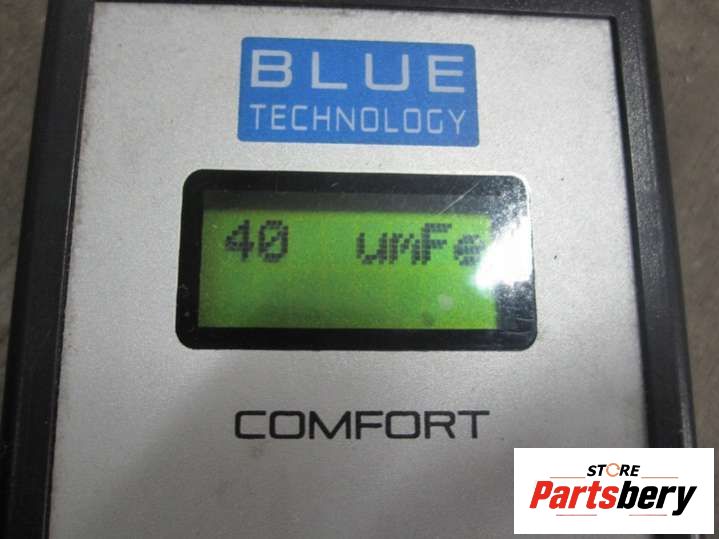 BLUE
TECHNOLOGY
40 umFe
COMFORT
STORE
Partsbery